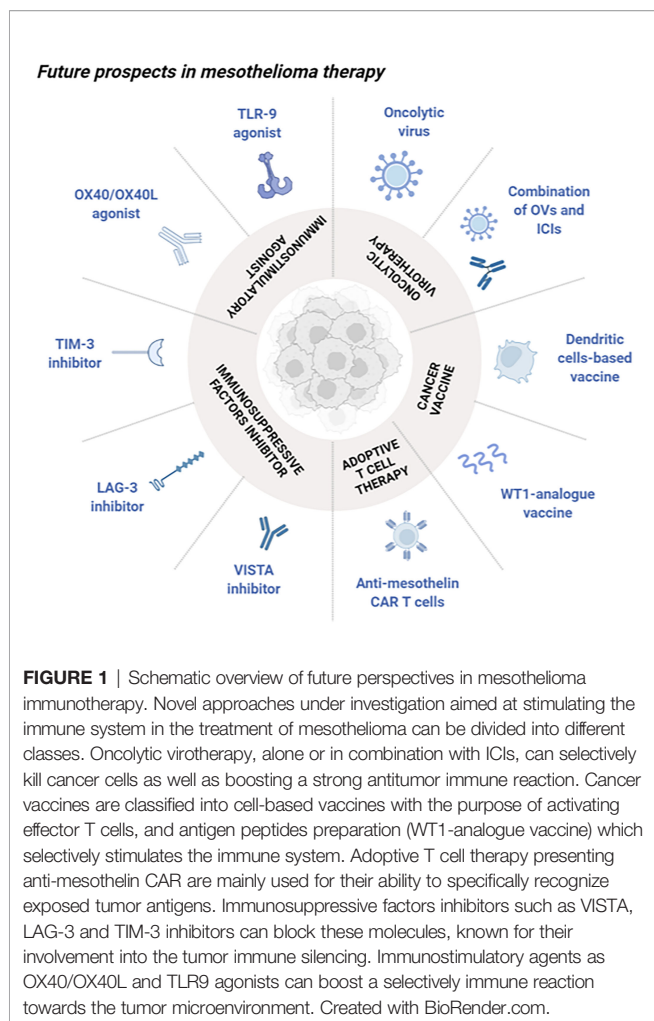 Future prospects in mesothelioma therapy
TLR-9
agonist
Oncolytic
virus
OX40/OX40L
agonist
Combination
of OVs and
ICIs
IMMUNOSTIMULATORY
AGONIST
ONCOLYTIC
VIROTHERAPY
TIM-3
inhibitor
Dendritic
cells-based
vaccine
IMMUNOSUPPRESSIVE
FACTORS INHIBITOR
CANCER
VACCINE
ADOPTIVE
T CELL
THERAPY
LAG-3
inhibitor
WT1-analogue
vaccine
VISTA
inhibitor
Anti-mesothelin
CAR T cells
FIGURE 1 | Schematic overview of future perspectives in mesothelioma
immunotherapy. Novel approaches under investigation aimed at stimulating the
immune system in the treatment of mesothelioma can be divided into different
classes. Oncolytic virotherapy, alone or in combination with ICIs, can selectively
kill cancer cells as well as boosting a strong antitumor immune reaction. Cancer
vaccines are classified into cell-based vaccines with the purpose of activating
effector T cells, and antigen peptides preparation (WT1-analogue vaccine) which
selectively stimulates the immune system. Adoptive T cell therapy presenting
anti-mesothelin CAR are mainly used for their ability to specifically recognize
exposed tumor antigens. Immunosuppressive factors inhibitors such as VISTA,
LAG-3 and TIM-3 inhibitors can block these molecules, known for their
involvement into the tumor immune silencing. Immunostimulatory agents as
OX40/OX40L and TLR9 agonists can boost a selectively immune reaction
towards the tumor microenvironment. Created with BioRender.com.